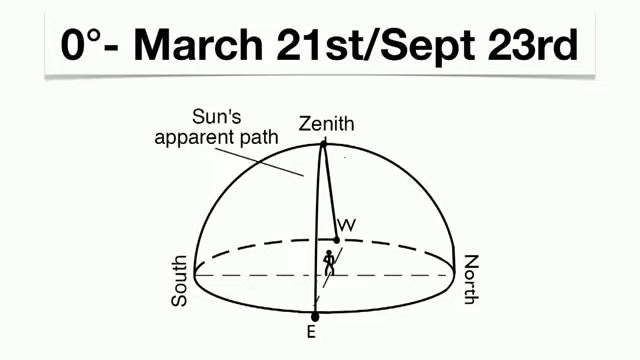 0°- March 21st/Sept 23rd
Sun's
apparent path
Zenith
W
South
North
E